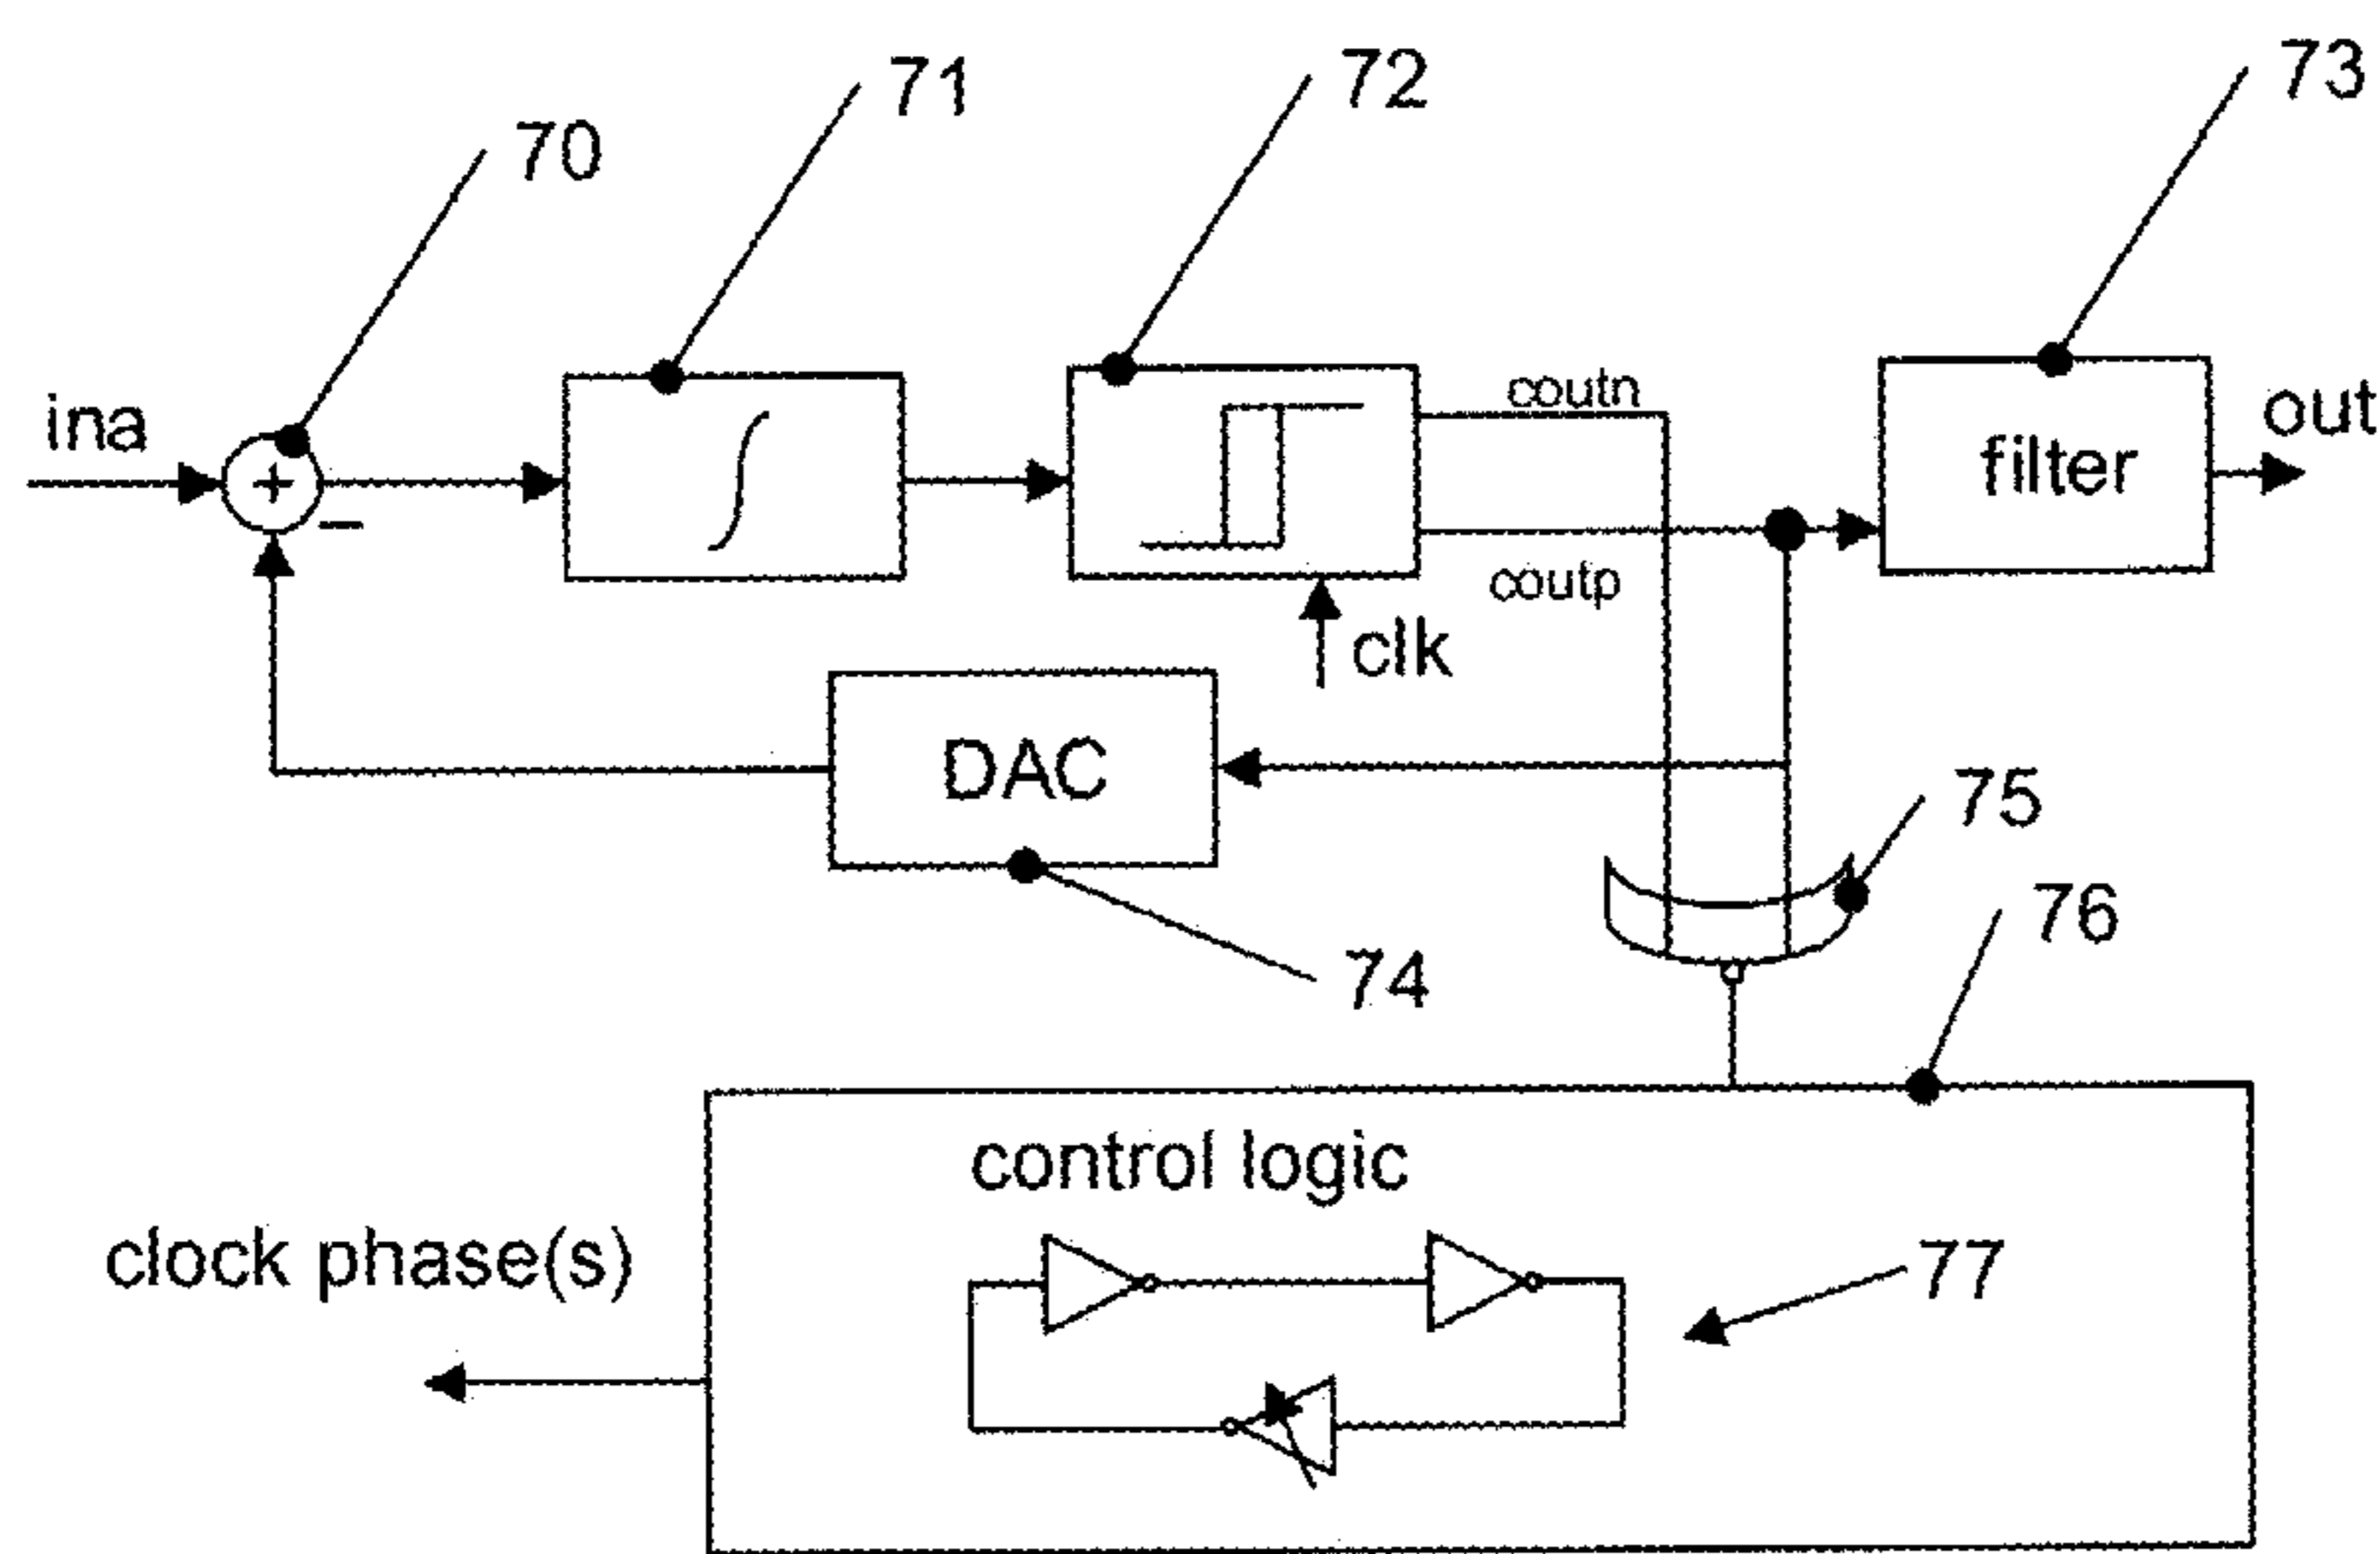 70
71
72
73
ina
+
−
coutn
coutp
filter
out
clk
DAC
74
75
76
control logic
clock phase(s)
77